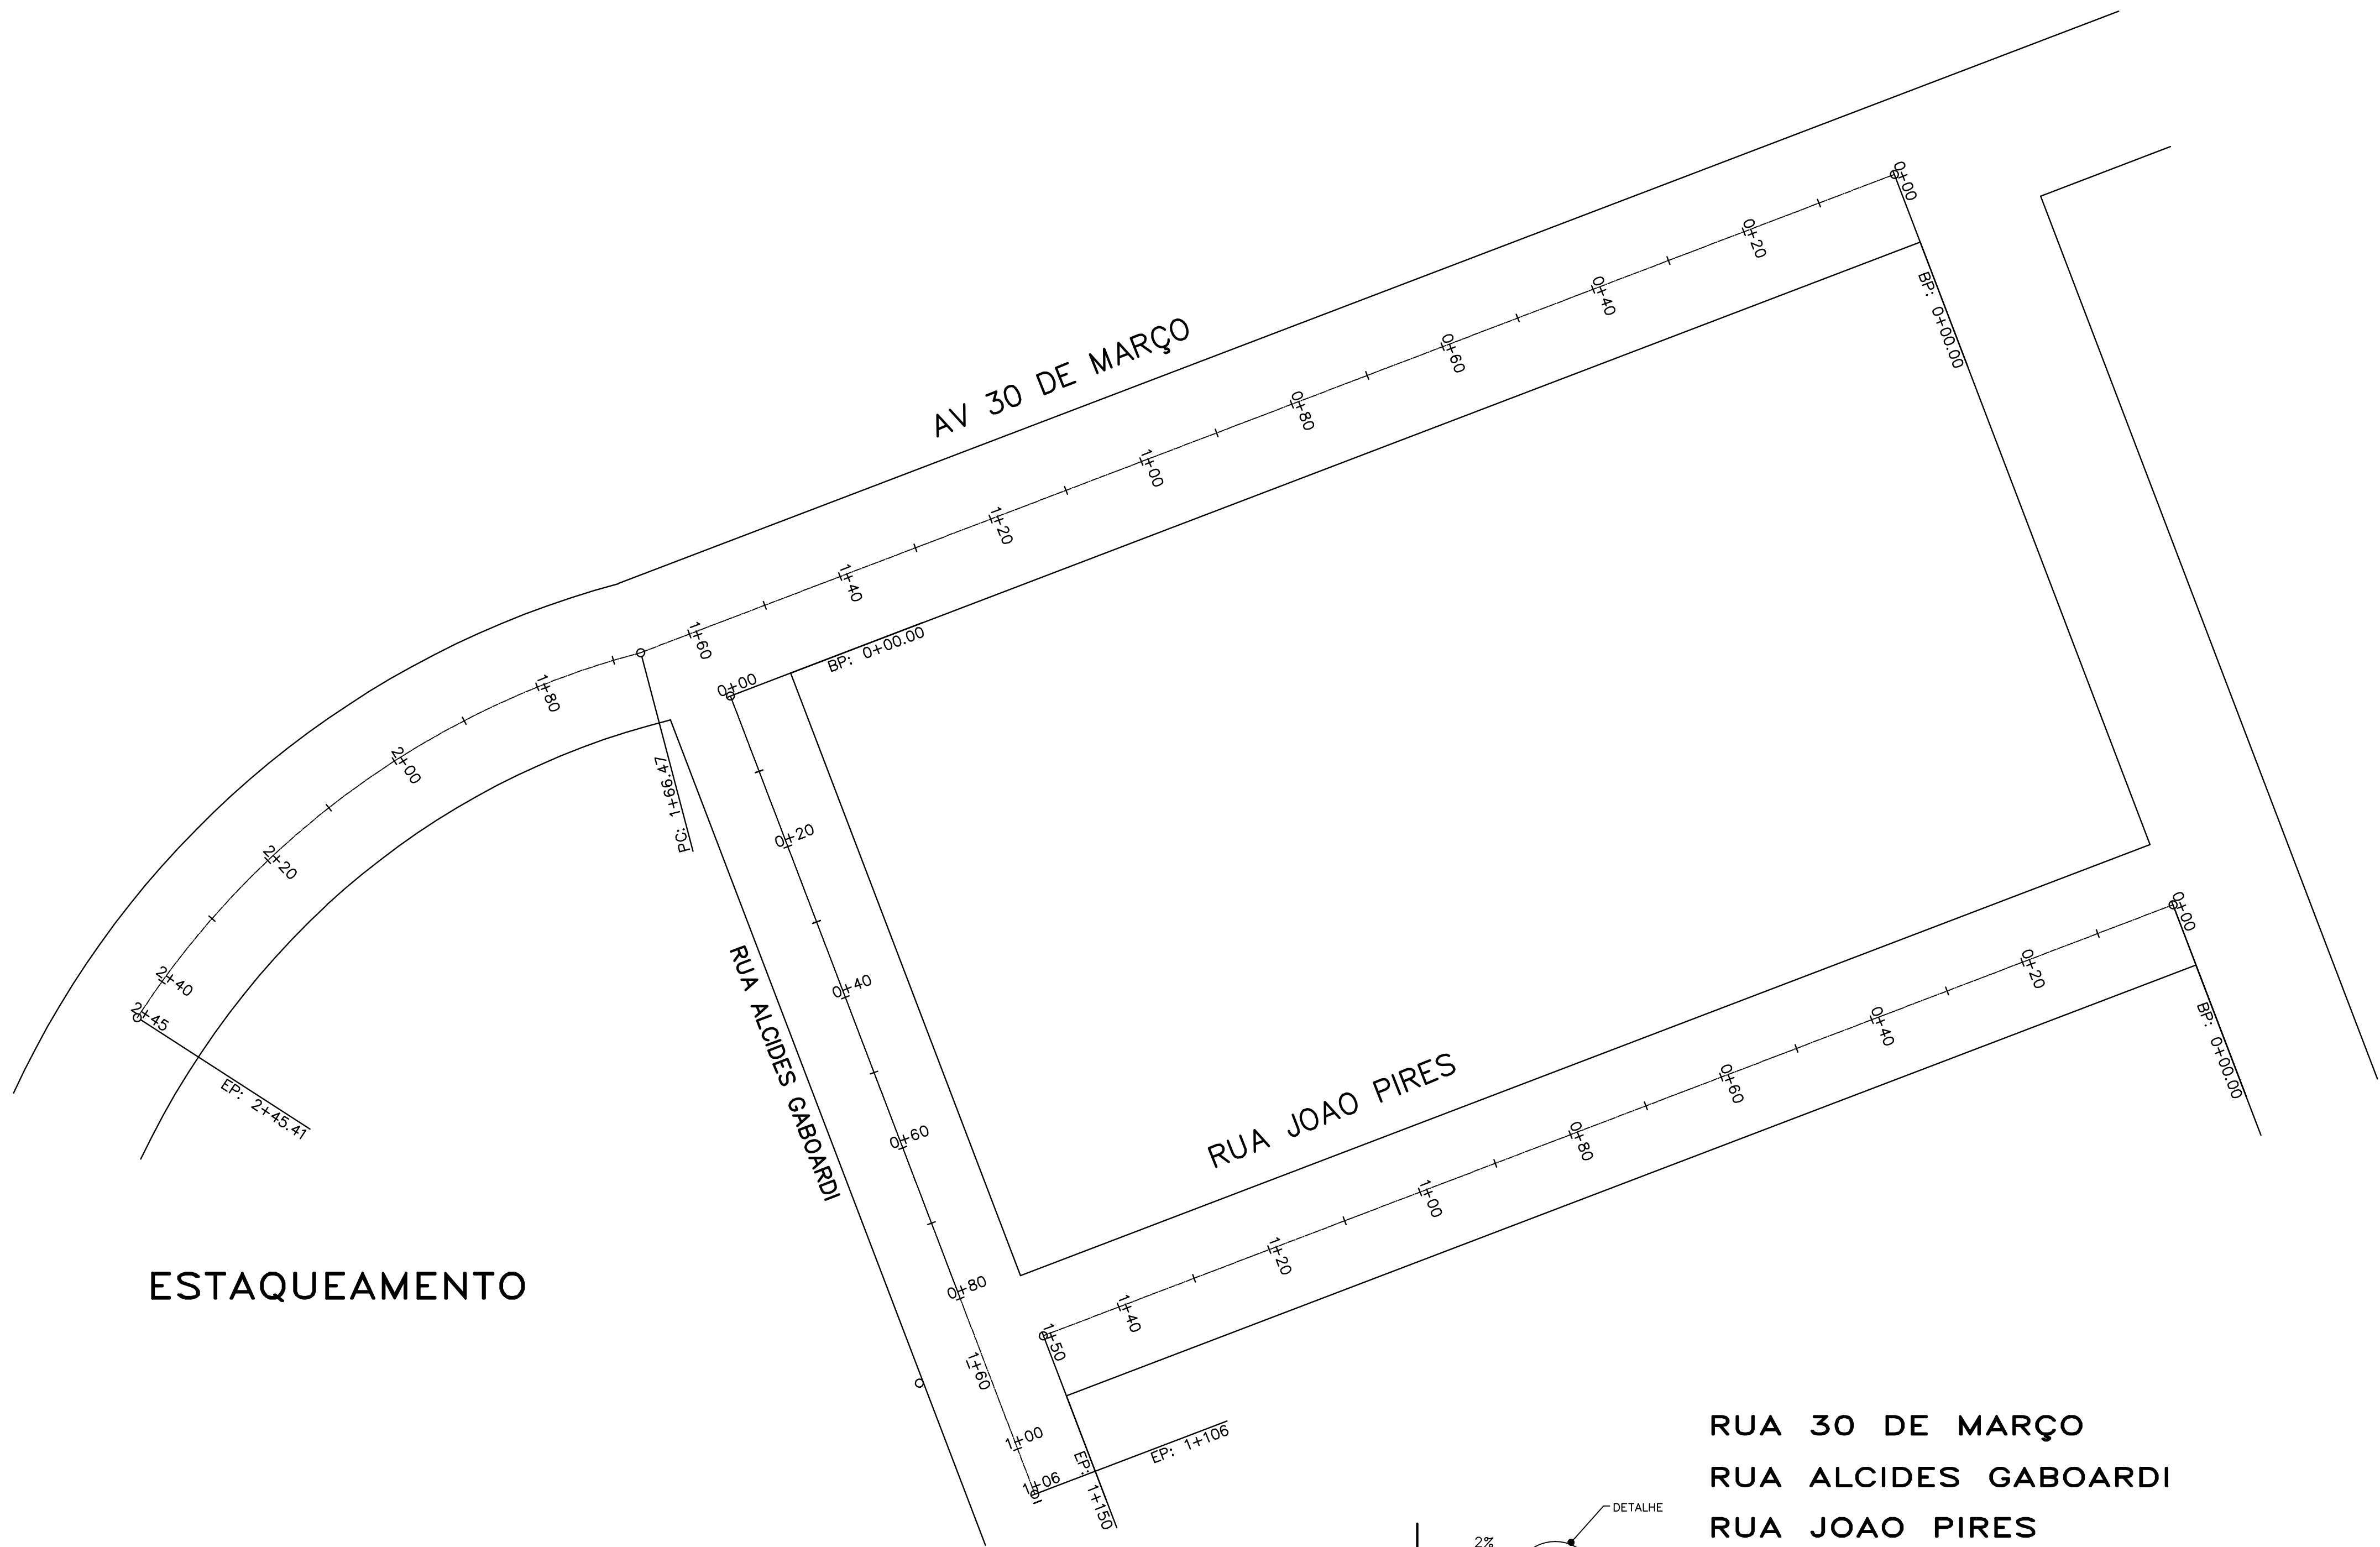 AV 30 DE MARÇO
0+00
0+20
0+40
0+60
0+80
1+00
1+20
1+40
1+60
1+80
2+00
2+20
2+40
2+45
BP: 0+00.00
PC: 1+66.47
EP: 2+45.41
BP: 0+00.00
RUA ALCIDES GABOARDI
0+00
0+20
0+40
0+60
0+80
1+60
1+00
1+06
EP: 1+106
RUA JOAO PIRES
0+00
0+20
0+40
0+60
0+80
1+00
1+20
1+40
1+50
BP: 0+00.00
EP: 1+150
ESTAQUEAMENTO
RUA 30 DE MARÇO
RUA ALCIDES GABOARDI
RUA JOAO PIRES
DETALHE
2%